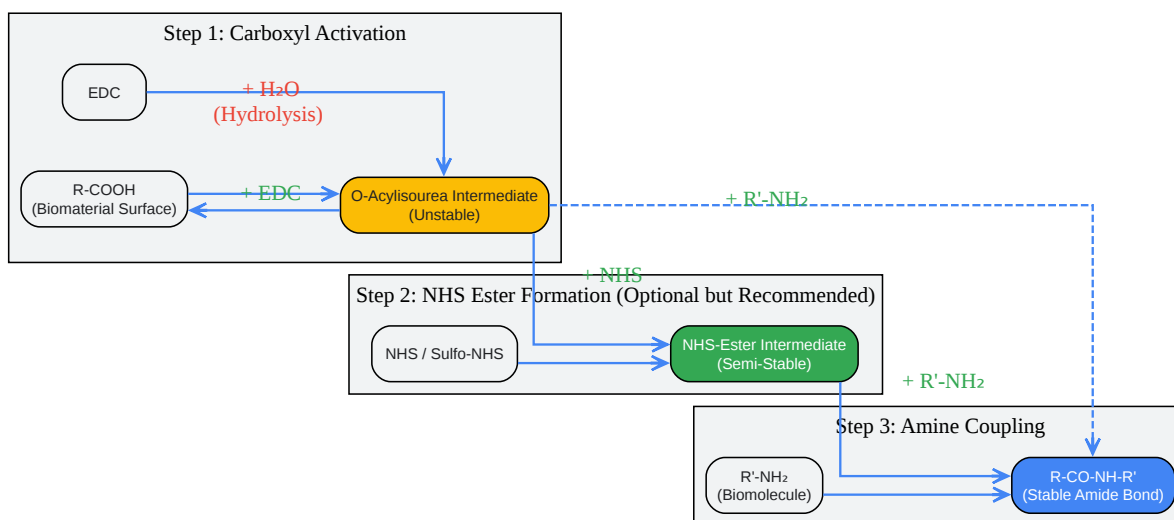 Step 1: Carboxyl Activation
EDC
+ H₂O
(Hydrolysis)
R-COOH
(Biomaterial Surface)
+ EDC
O-Acylisourea Intermediate
(Unstable)
+ R'-NH₂
+ NHS
Step 2: NHS Ester Formation (Optional but Recommended)
NHS / Sulfo-NHS
NHS-Ester Intermediate
(Semi-Stable)
+ R'-NH₂
Step 3: Amine Coupling
R'-NH₂
(Biomolecule)
R-CO-NH-R'
(Stable Amide Bond)